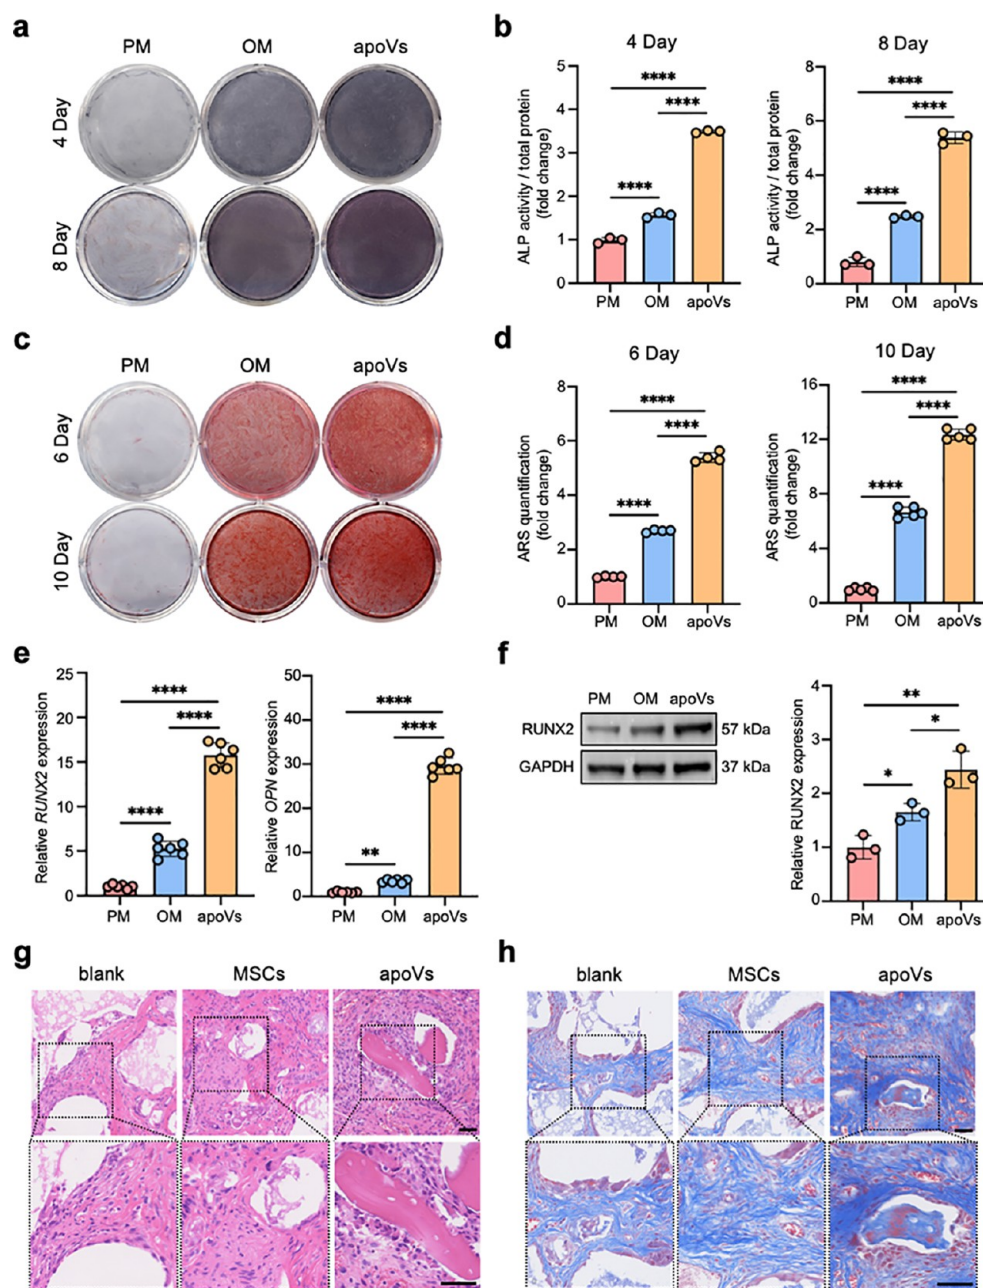 a
PM OM apoVs
4 Day
8 Day
b
4 Day
ALP activity / total protein
(fold change)
5
4
3
2
1
0
****
****
****
PM OM apoVs
8 Day
ALP activity / total protein
(fold change)
8
6
4
2
0
****
****
****
PM OM apoVs
c
PM OM apoVs
6 Day
10 Day
d
6 Day
ARS quantification
(fold change)
8
6
4
2
0
****
****
****
PM OM apoVs
10 Day
ARS quantification
(fold change)
16
12
8
4
0
****
****
****
PM OM apoVs
e
Relative RUNX2 expression
25
20
15
10
5
0
****
****
****
PM OM apoVs
Relative OPN expression
50
40
30
20
10
0
****
****
**
PM OM apoVs
f
PM OM apoVs
RUNX2 57 kDa
GAPDH 37 kDa
Relative RUNX2 expression
4
3
2
1
0
**
*
*
PM OM apoVs
g
blank MSCs apoVs
h
blank MSCs apoVs